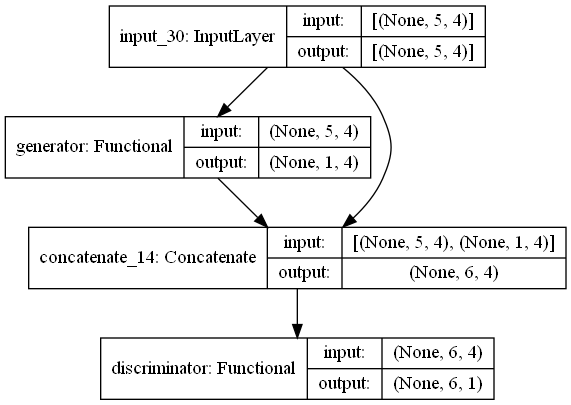 input_30: InputLayer
input: [(None, 5, 4)]
output: [(None, 5, 4)]
generator: Functional
input: (None, 5, 4)
output: (None, 1, 4)
concatenate_14: Concatenate
input: [(None, 5, 4), (None, 1, 4)]
output: (None, 6, 4)
discriminator: Functional
input: (None, 6, 4)
output: (None, 6, 1)